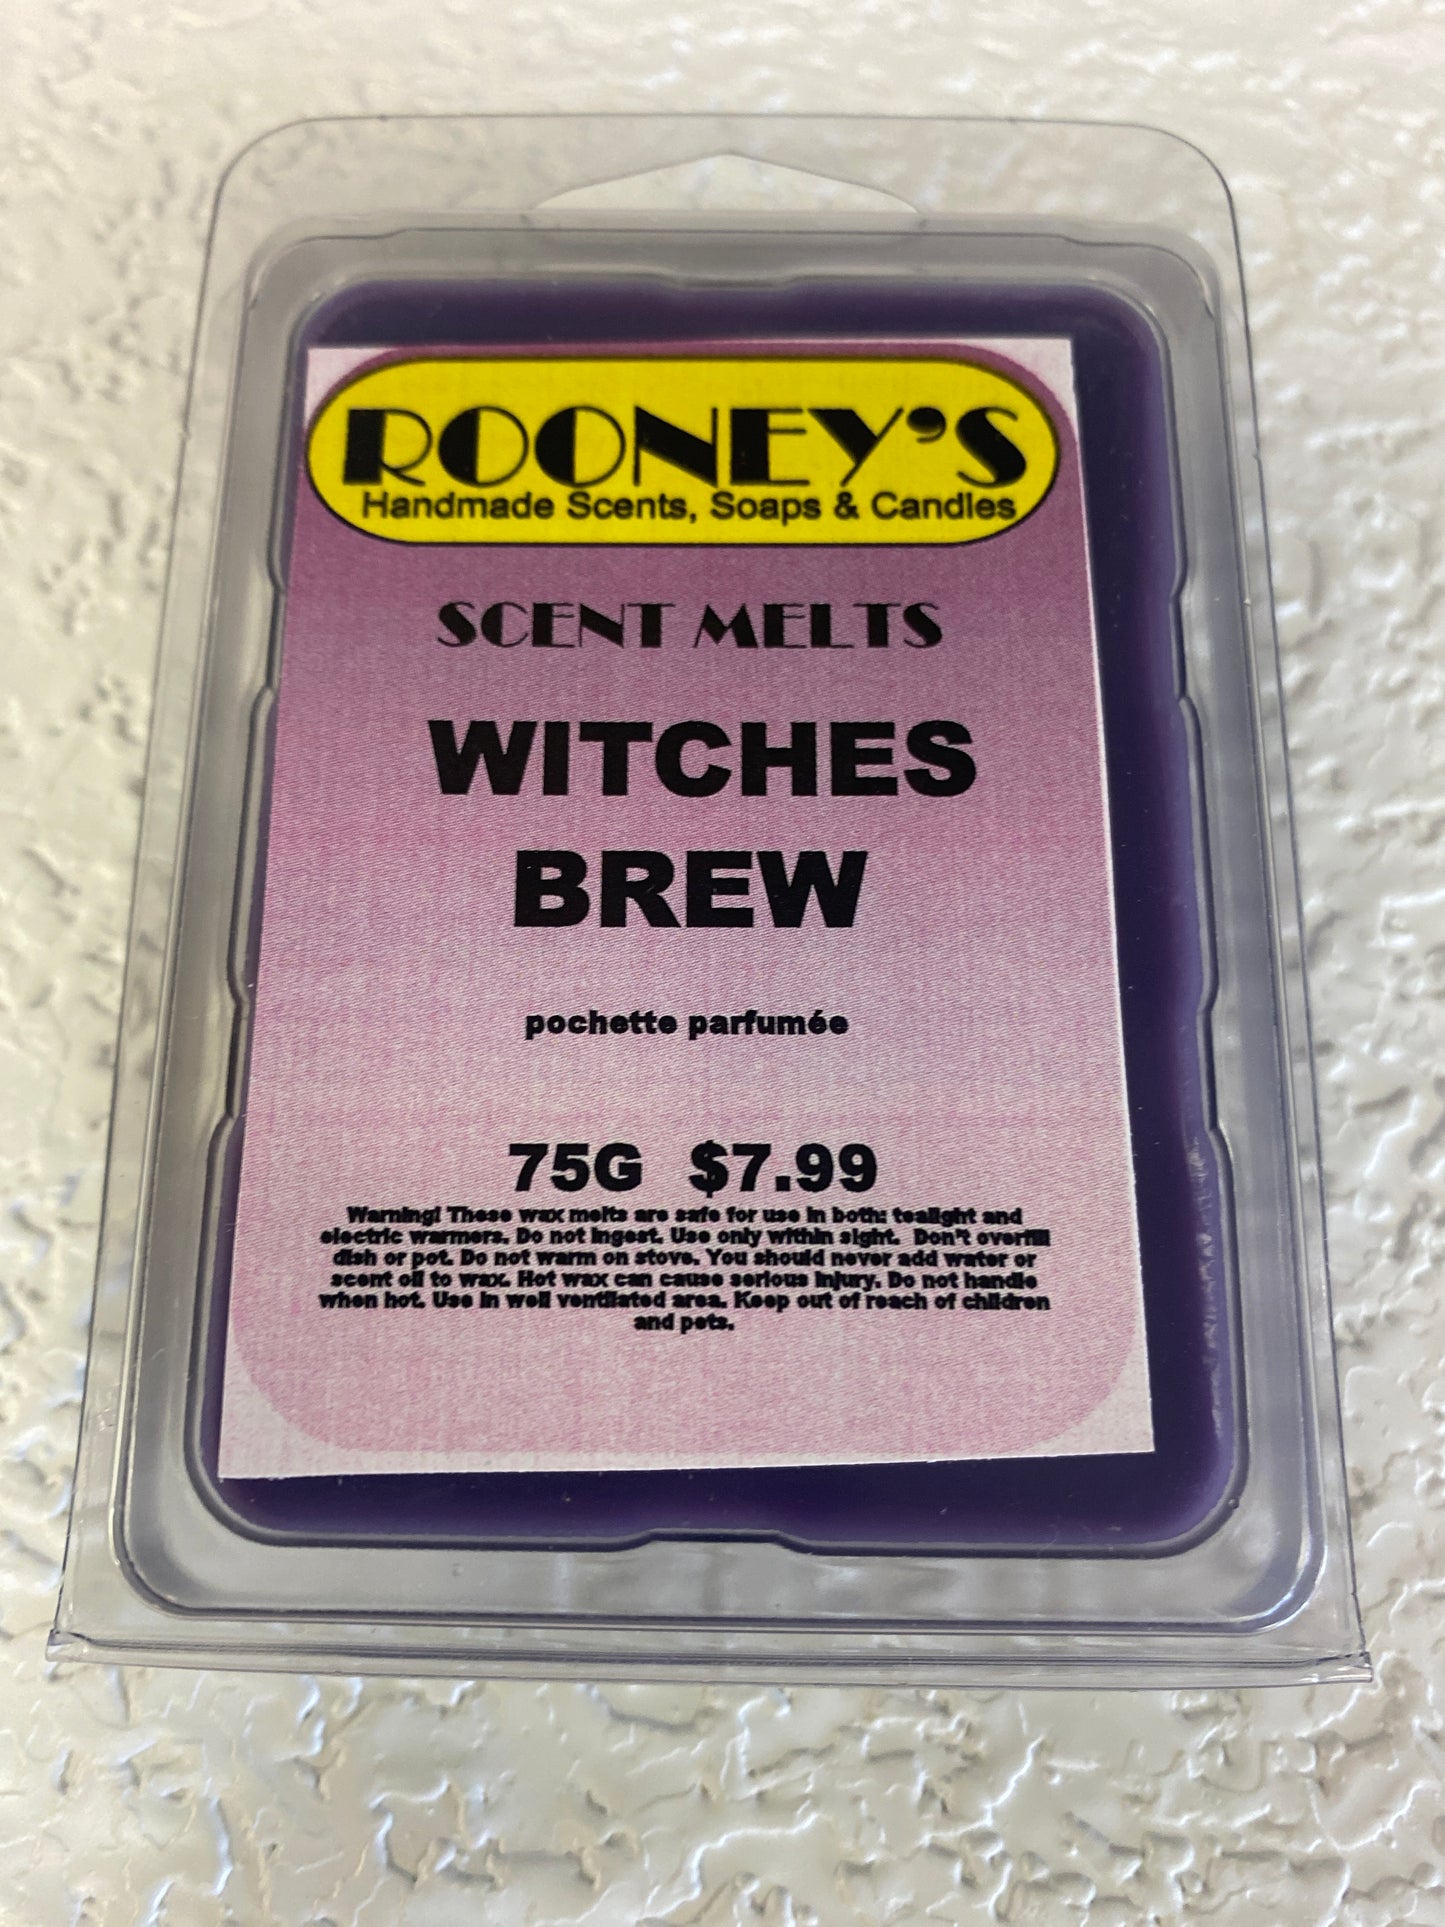 ROONEY'S
Handmade Scents, Soaps & Candles
SCENT MELTS
WITCHES
BREW
pochette parfumée
75G $7.99
Warning! These wax melts are safe for use in both: tealight and
electric warmers. Do not ingest. Use only within sight. Don't overfill
dish or pot. Do not warm on stove. You should never add water or
scent oil to wax. Hot wax can cause serious injury. Do not handle
when hot. Use in well ventilated area. Keep out of reach of children
and pets.